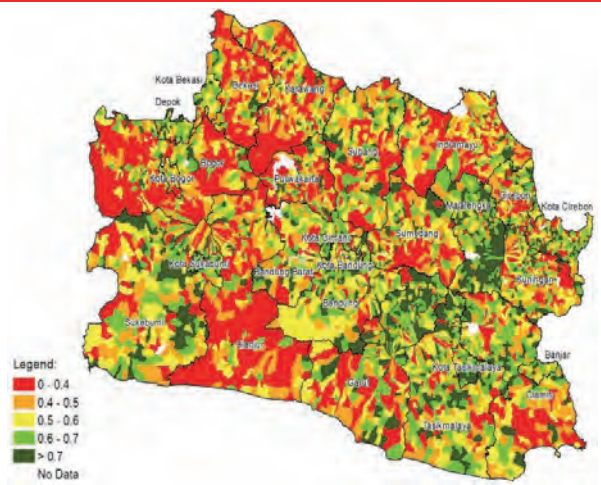 Kota Bekasi
Bekasi
Karawang
Depok
Bogor
Kota Bogor
Purwakarta
Subang
Indramayu
Majalengka
Cirebon
Kota Cirebon
Kota Cimahi
Sumedang
Kota Sukabumi
Bandung Barat
Kota Bandung
Kuningan
Bandung
Sukabumi
Cianjur
Garut
Kota Tasikmalaya
Banjar
Ciamis
Tasikmalaya
Legend:
0 - 0.4
0.4 - 0.5
0.5 - 0.6
0.6 - 0.7
> 0.7
No Data